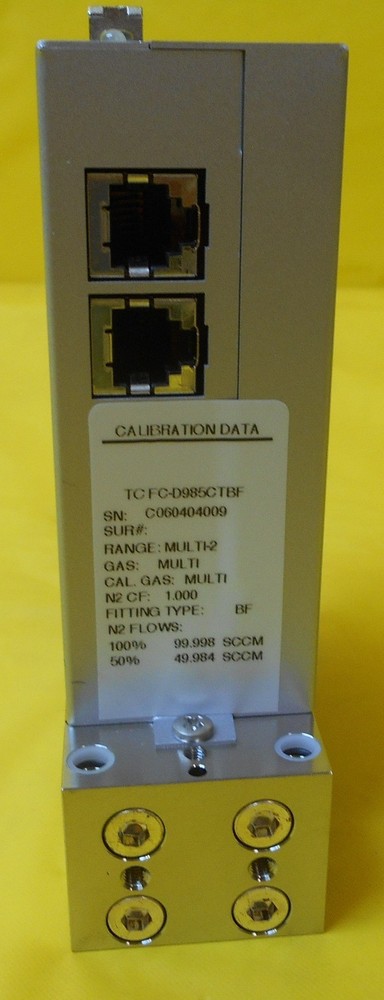 CALIBRATION DATA
TC FC-D985CTBF
SN: C060404009
SUR#:
RANGE: MULTI-2
GAS: MULTI
CAL. GAS: MULTI
N2 CF: 1.000
FITTING TYPE: BF
N2 FLOWS:
100% 99.998 SCCM
50% 49.984 SCCM